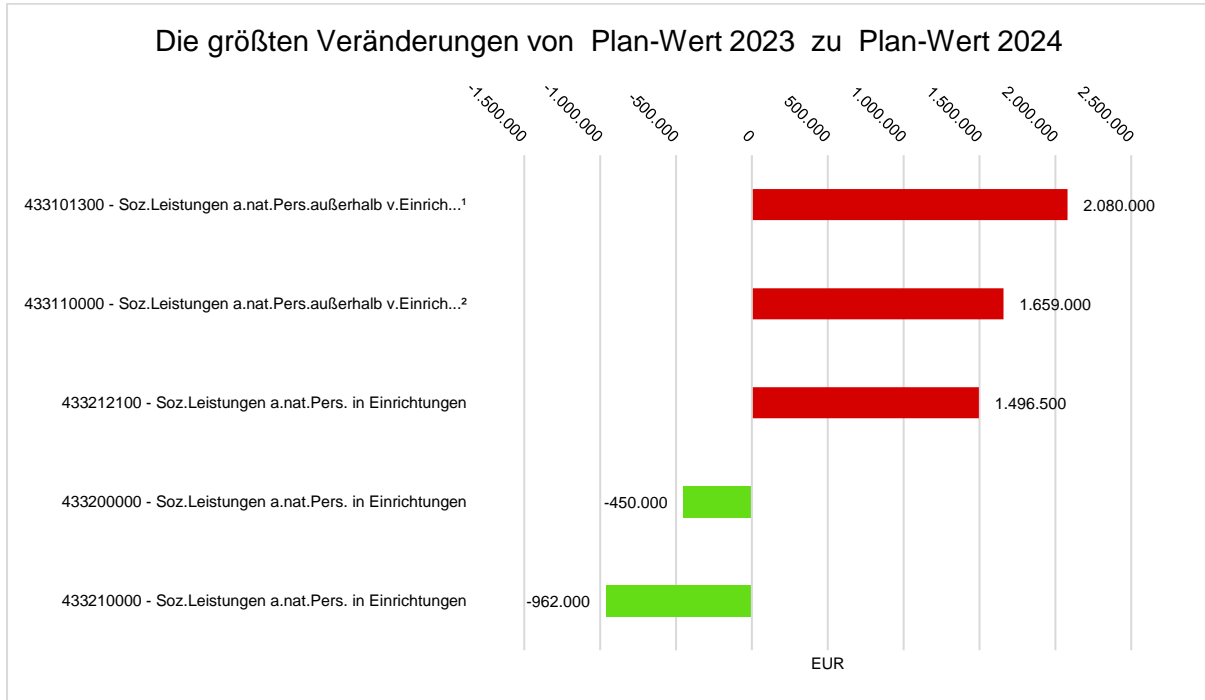 Die größten Veränderungen von Plan-Wert 2023 zu Plan-Wert 2024
-1.500.000
-1.000.000
-500.000
0
500.000
1.000.000
1.500.000
2.000.000
2.500.000
433101300 - Soz.Leistungen a.nat.Pers.außerhalb v.Einrich...¹
2.080.000
433110000 - Soz.Leistungen a.nat.Pers.außerhalb v.Einrich...²
1.659.000
433212100 - Soz.Leistungen a.nat.Pers. in Einrichtungen
1.496.500
433200000 - Soz.Leistungen a.nat.Pers. in Einrichtungen
-450.000
433210000 - Soz.Leistungen a.nat.Pers. in Einrichtungen
-962.000
EUR